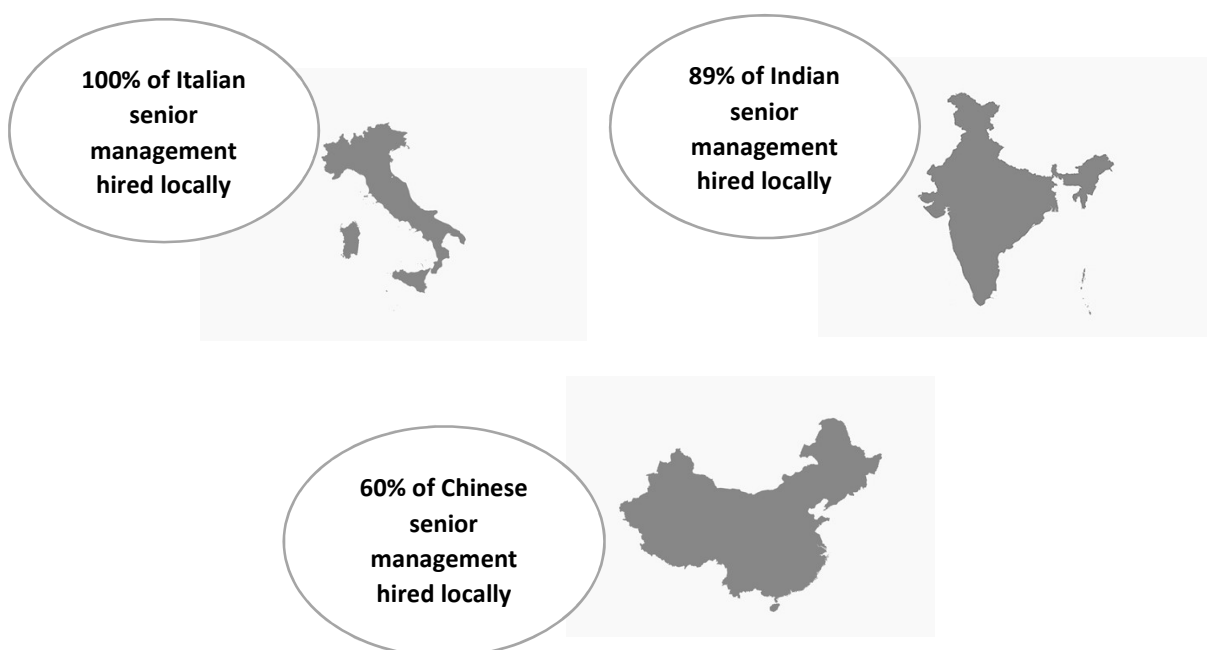 100% of Italian
senior
management
hired locally
89% of Indian
senior
management
hired locally
60% of Chinese
senior
management
hired locally